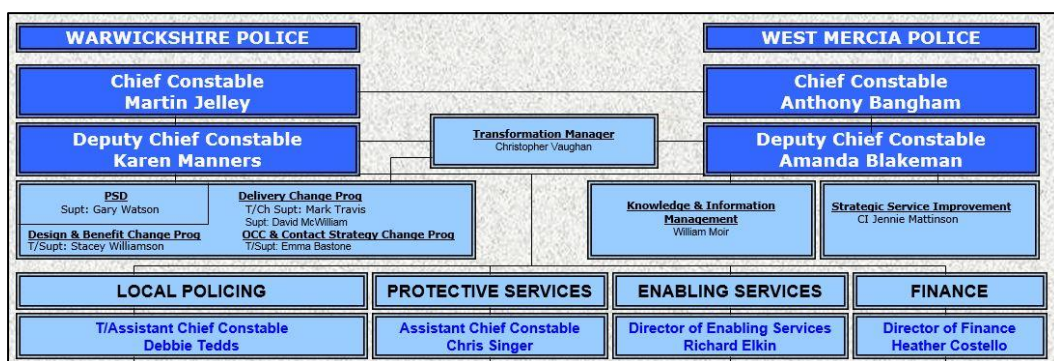 WARWICKSHIRE POLICE
WEST MERCIA POLICE
Chief Constable
Martin Jelley
Chief Constable
Anthony Bangham
Deputy Chief Constable
Karen Manners
Transformation Manager
Christopher Vaughan
Deputy Chief Constable
Amanda Blakeman
PSD
Supt: Gary Watson
Design & Benefit Change Prog
T/Supt: Stacey Williamson
Delivery Change Prog
T/Ch Supt: Mark Travis
Supt: David McWilliam
OCC & Contact Strategy Change Prog
T/Supt: Emma Bastone
Knowledge & Information
Management
William Moir
Strategic Service Improvement
CI Jennie Mattinson
LOCAL POLICING
PROTECTIVE SERVICES
ENABLING SERVICES
FINANCE
T/Assistant Chief Constable
Debbie Tedds
Assistant Chief Constable
Chris Singer
Director of Enabling Services
Richard Elkin
Director of Finance
Heather Costello